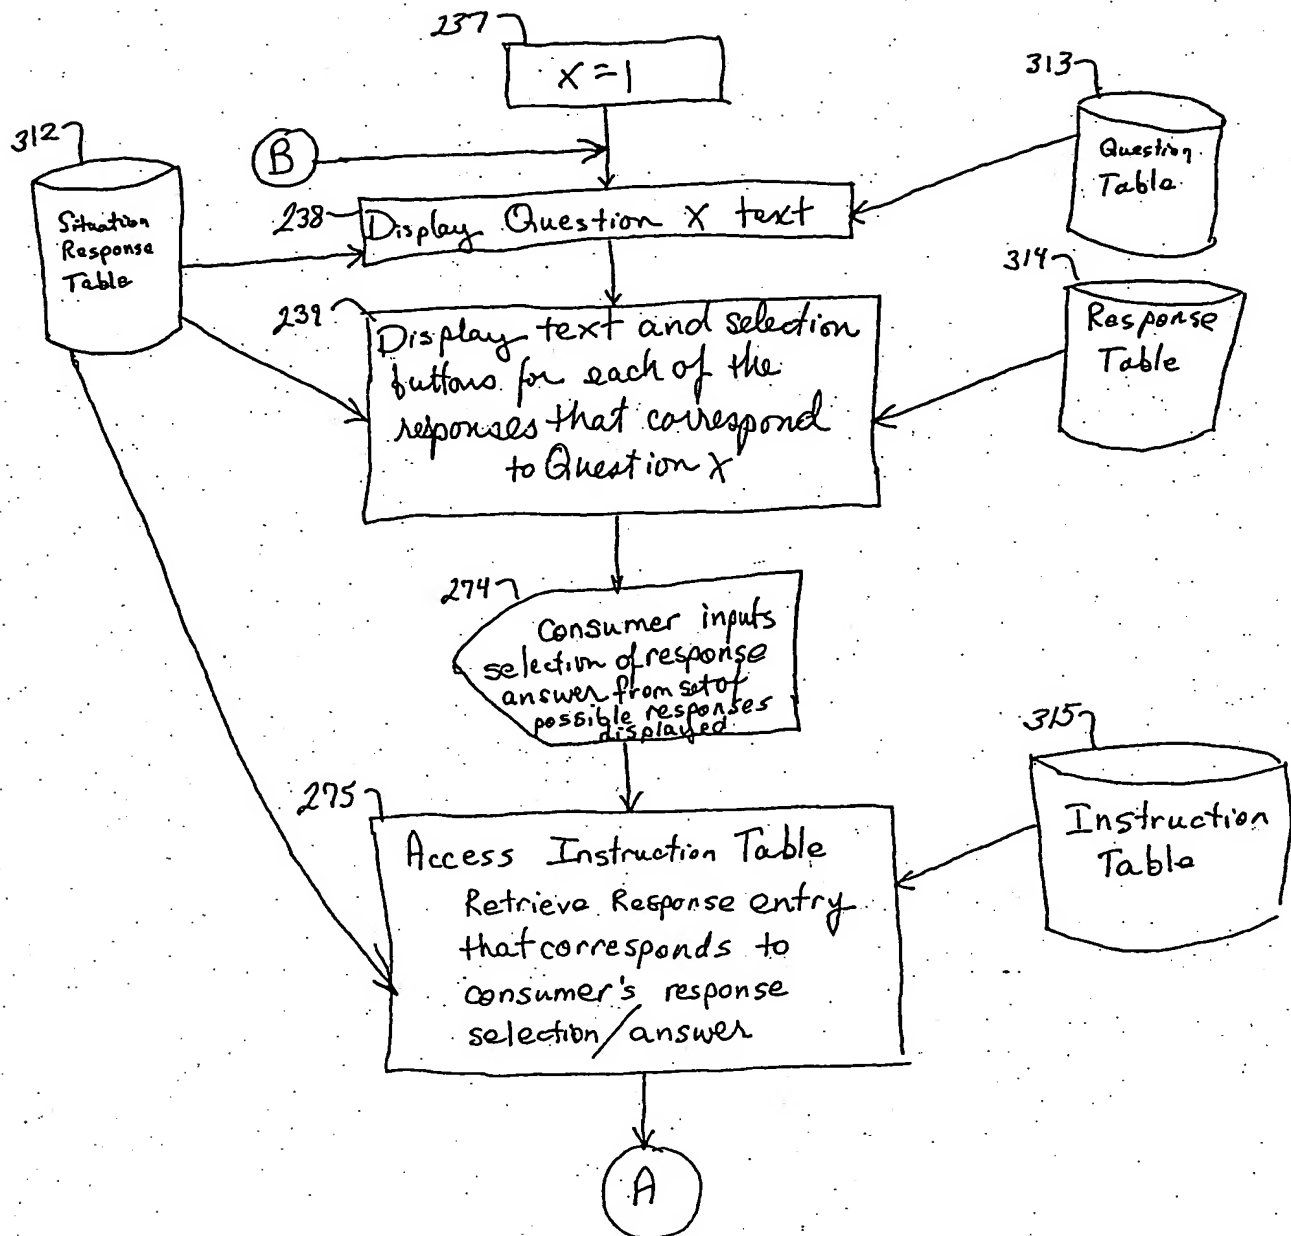 237
X = 1
313
312
B
Question
Table
Situation
Response
Table
238
Display Question X text
314
239
Response
Table
Display text and selection
buttons for each of the
responses that correspond
to Question X
274
Consumer inputs
selection of response
answer from set of
possible responses
displayed
315
275
Instruction
Table
Access Instruction Table
Retrieve Response entry
that corresponds to
consumer's response
selection/answer
A